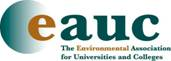 eauc
The Environmental Association
for Universities and Colleges